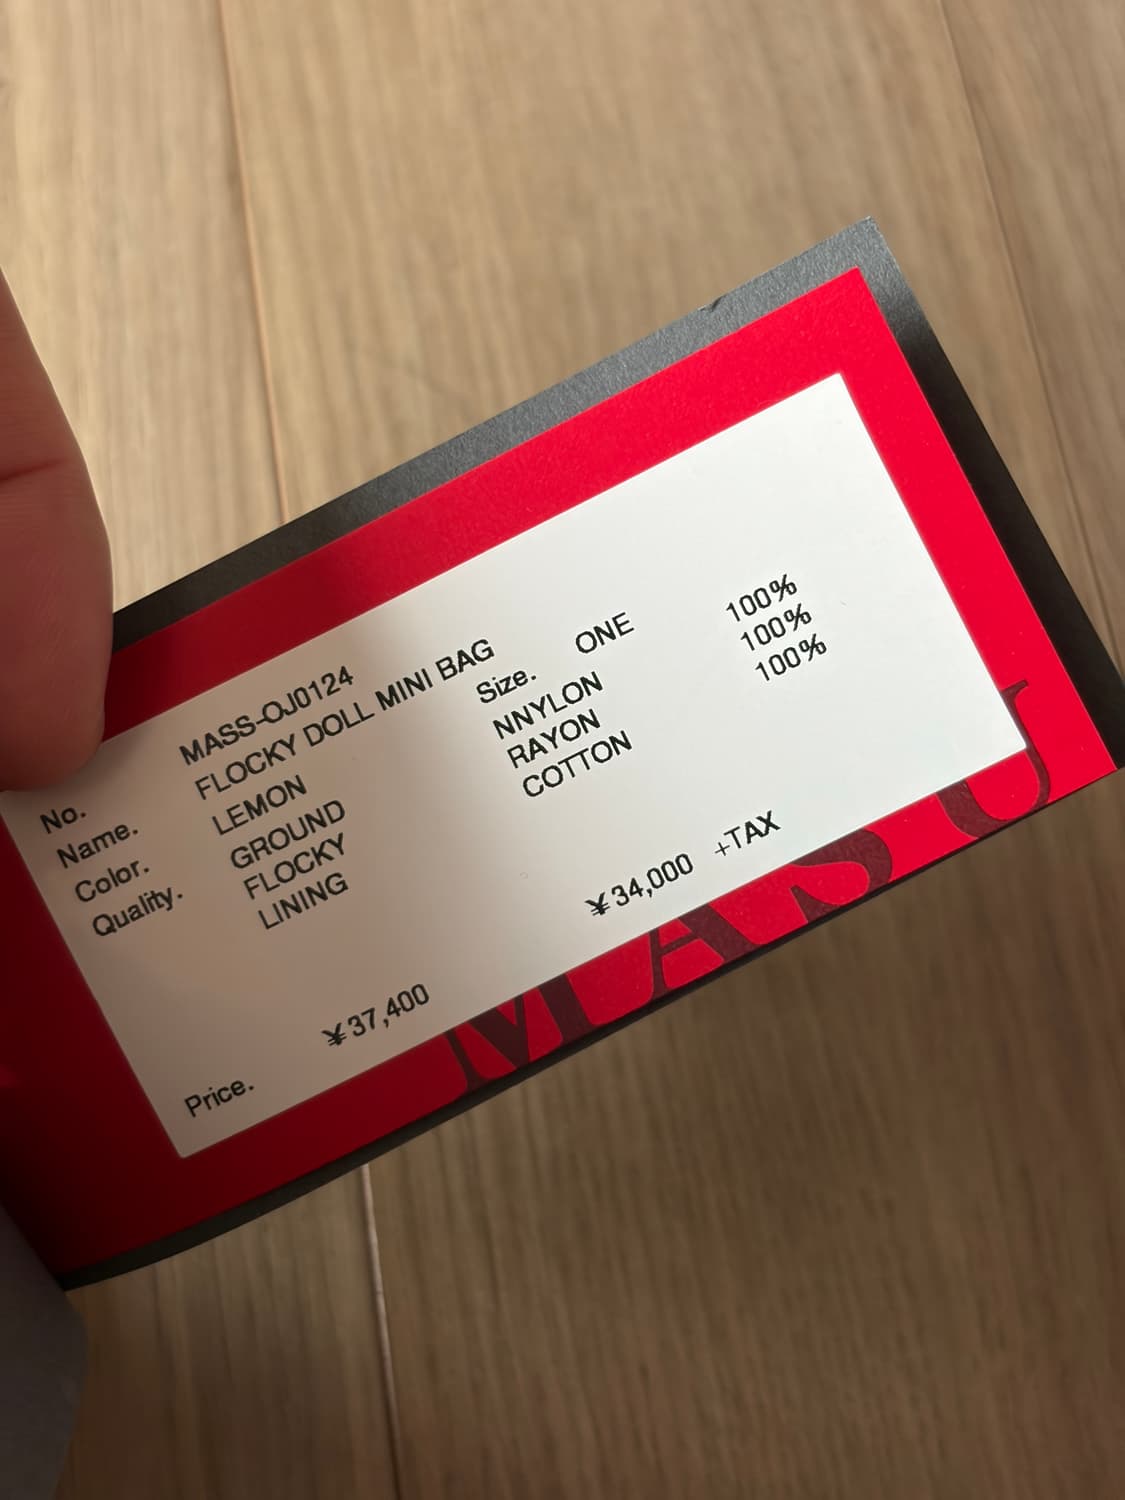 No. MASS-OJ0124
Name. FLOCKY DOLL MINI BAG
Color. LEMON Size. ONE
Quality. GROUND NNYLON 100%
FLOCKY RAYON 100%
LINING COTTON 100%
Price. ¥37,400 ¥34,000 +TAX
MASU